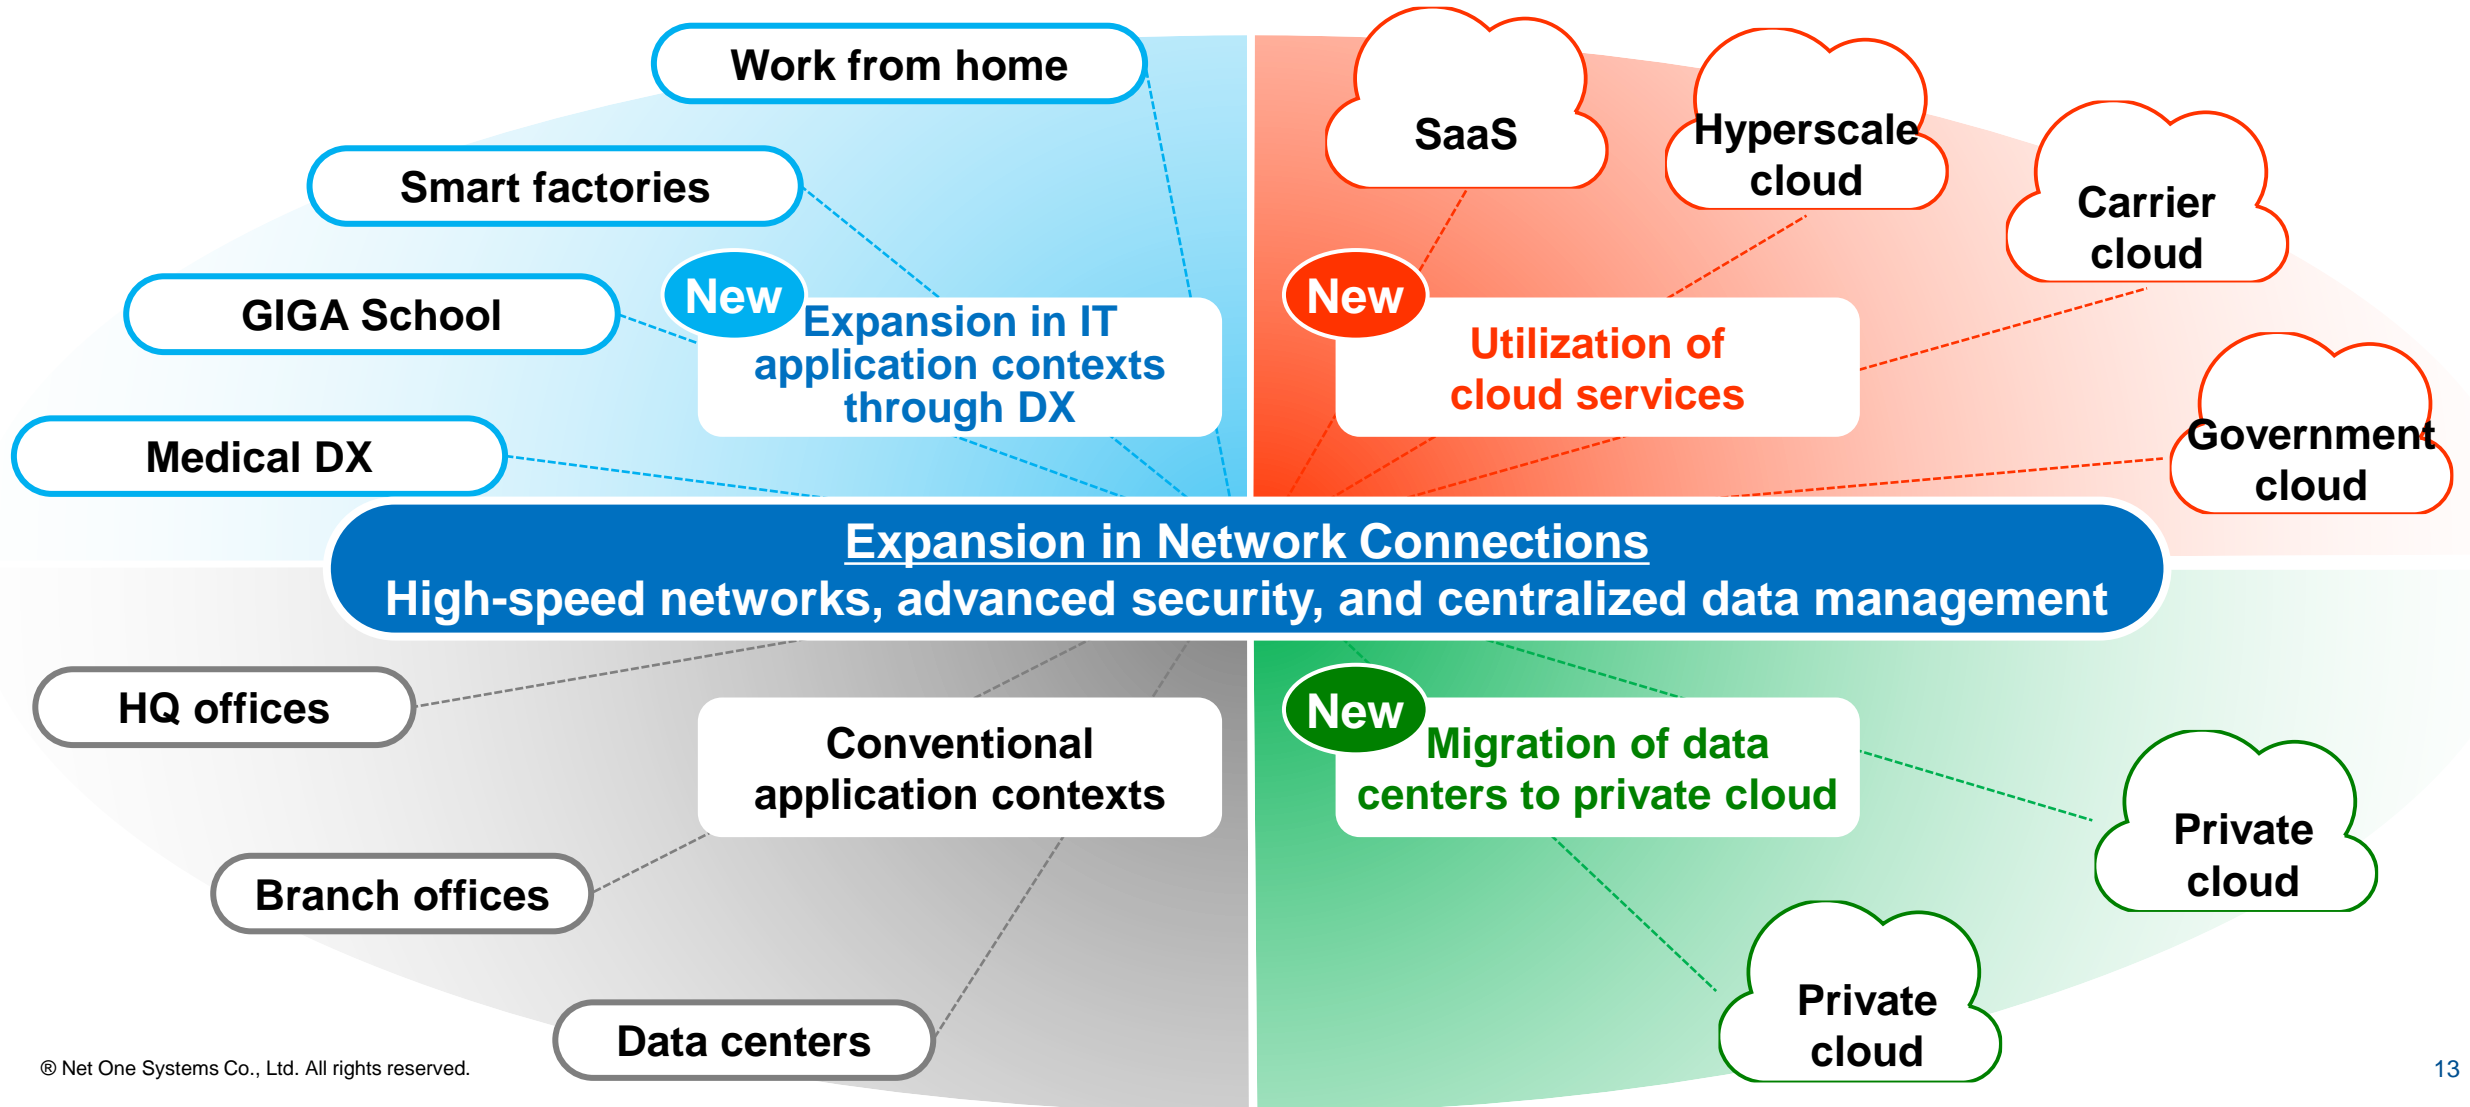 Work from home
Smart factories
GIGA School
Medical DX
New
Expansion in IT
application contexts
through DX
SaaS
Hyperscale
cloud
Carrier
cloud
Government
cloud
New
Utilization of
cloud services
Expansion in Network Connections
High-speed networks, advanced security, and centralized data management
HQ offices
Branch offices
Data centers
Conventional
application contexts
New
Migration of data
centers to private cloud
Private
cloud
Private
cloud
® Net One Systems Co., Ltd. All rights reserved.
13